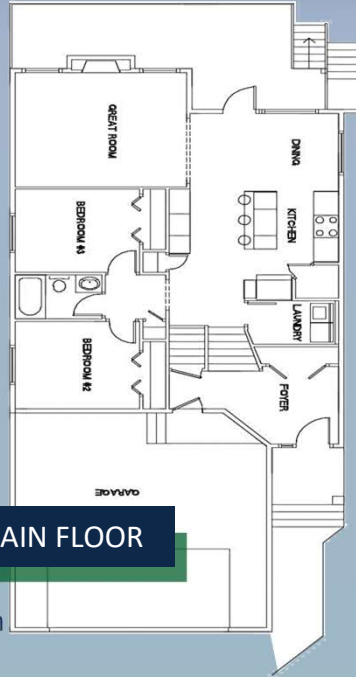 GREAT ROOM
DINING
BEDROOM #3
KITCHEN
LAUNDRY
BEDROOM #2
FOYER
GARAGE
AIN FLOOR